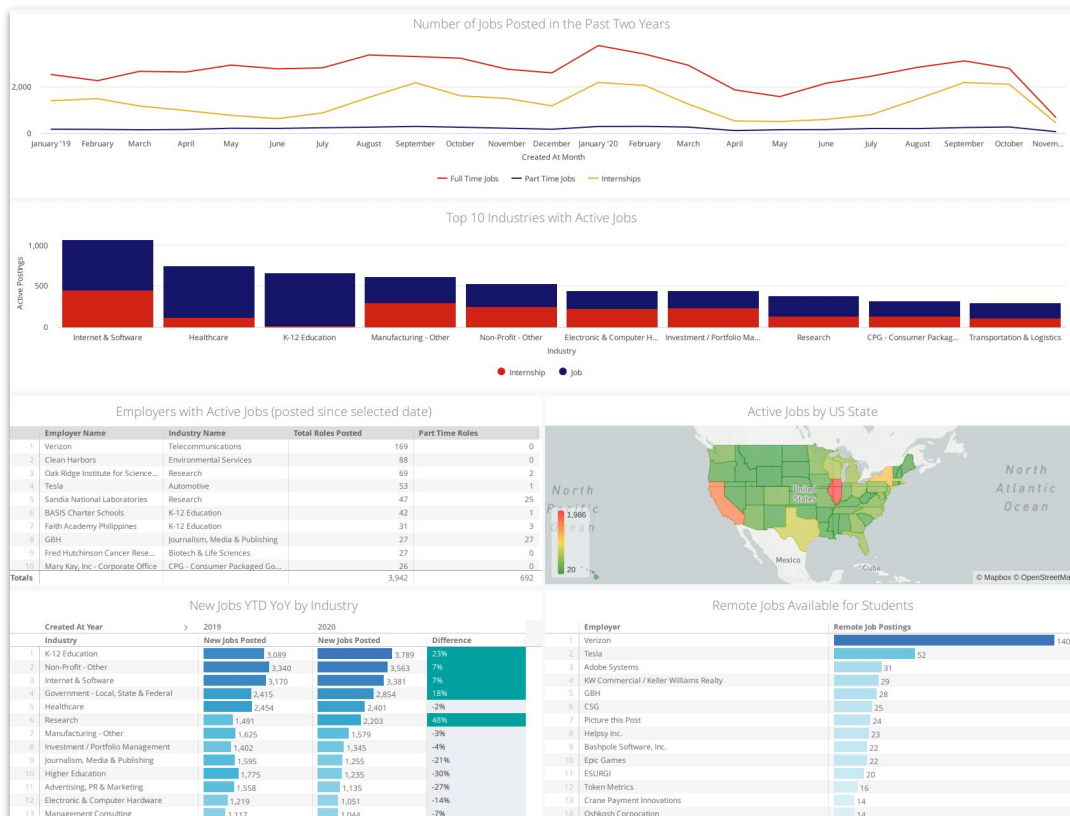 Number of Jobs Posted in the Past Two Years
2,000
0
January '19 February March April May June July August September October November December January '20 February March April May June July August September October Novem...
Created At Month
Full Time Jobs Part Time Jobs Internships
Top 10 Industries with Active Jobs
Active Postings
1,000
500
0
Internet & Software Healthcare K-12 Education Manufacturing - Other Non-Profit - Other Electronic & Computer H... Investment / Portfolio Ma... Research CPG - Consumer Packag... Transportation & Logistics
Industry
Internship Job
Employers with Active Jobs (posted since selected date)
Employer Name Industry Name Total Roles Posted Part Time Roles
1 Verizon Telecommunications 169 0
2 Clean Harbors Environmental Services 88 0
3 Oak Ridge Institute for Science... Research 69 2
4 Tesla Automotive 53 1
5 Sandia National Laboratories Research 47 25
6 BASIS Charter Schools K-12 Education 42 1
7 Faith Academy Philippines K-12 Education 31 3
8 GBH Journalism, Media & Publishing 27 27
9 Fred Hutchinson Cancer Rese... Biotech & Life Sciences 27 0
10 Mary Kay, Inc - Corporate Office CPG - Consumer Packaged Go... 26 0
Totals 3,942 692
Active Jobs by US State
North Pacific Ocean
United States
North Atlantic Ocean
1,986
20
Mexico
Cuba
© Mapbox © OpenStreetMa
New Jobs YTD YoY by Industry
Created At Year > 2019 2020
Industry New Jobs Posted New Jobs Posted Difference
1 K-12 Education 3,089 3,789 23%
2 Non-Profit - Other 3,340 3,563 7%
3 Internet & Software 3,170 3,381 7%
4 Government - Local, State & Federal 2,415 2,854 18%
5 Healthcare 2,454 2,401 -2%
6 Research 1,491 2,203 48%
7 Manufacturing - Other 1,625 1,579 -3%
8 Investment / Portfolio Management 1,402 1,345 -4%
9 Journalism, Media & Publishing 1,595 1,255 -21%
10 Higher Education 1,775 1,235 -30%
11 Advertising, PR & Marketing 1,558 1,135 -27%
12 Electronic & Computer Hardware 1,219 1,051 -14%
13 Management Consulting 1,117 1,044 -7%
Remote Jobs Available for Students
Employer Remote Job Postings
1 Verizon 140
2 Tesla 52
3 Adobe Systems 31
4 KW Commercial / Keller Williams Realty 29
5 GBH 28
6 CSG 25
7 Picture this Post 24
8 Helpsy Inc. 23
9 Bashpole Software, Inc. 22
10 Epic Games 22
11 ESURGI 20
12 Token Metrics 16
13 Crane Payment Innovations 14
14 Oshkosh Corporation 14